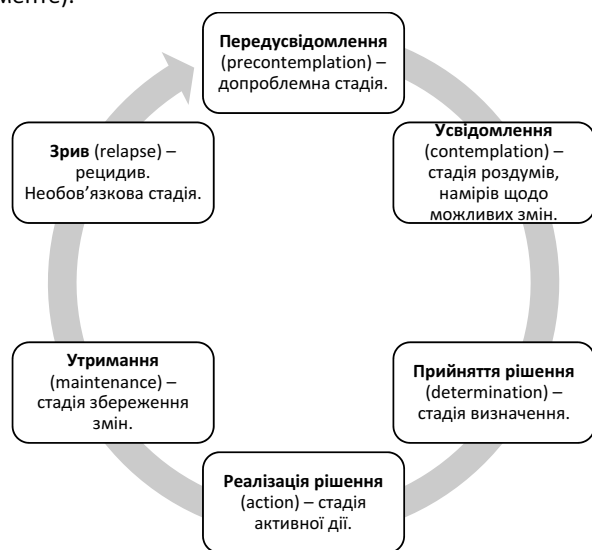 менте).
Передусвідомлення
(precontemplation) –
допроблемна стадія.
Усвідомлення
(contemplation) –
стадія роздумів,
намірів щодо
можливих змін.
Прийняття рішення
(determination) –
стадія визначення.
Реалізація рішення
(action) – стадія
активної дії.
Утримання
(maintenance) –
стадія збереження
змін.
Зрив (relapse) –
рецидив.
Необов’язкова стадія.